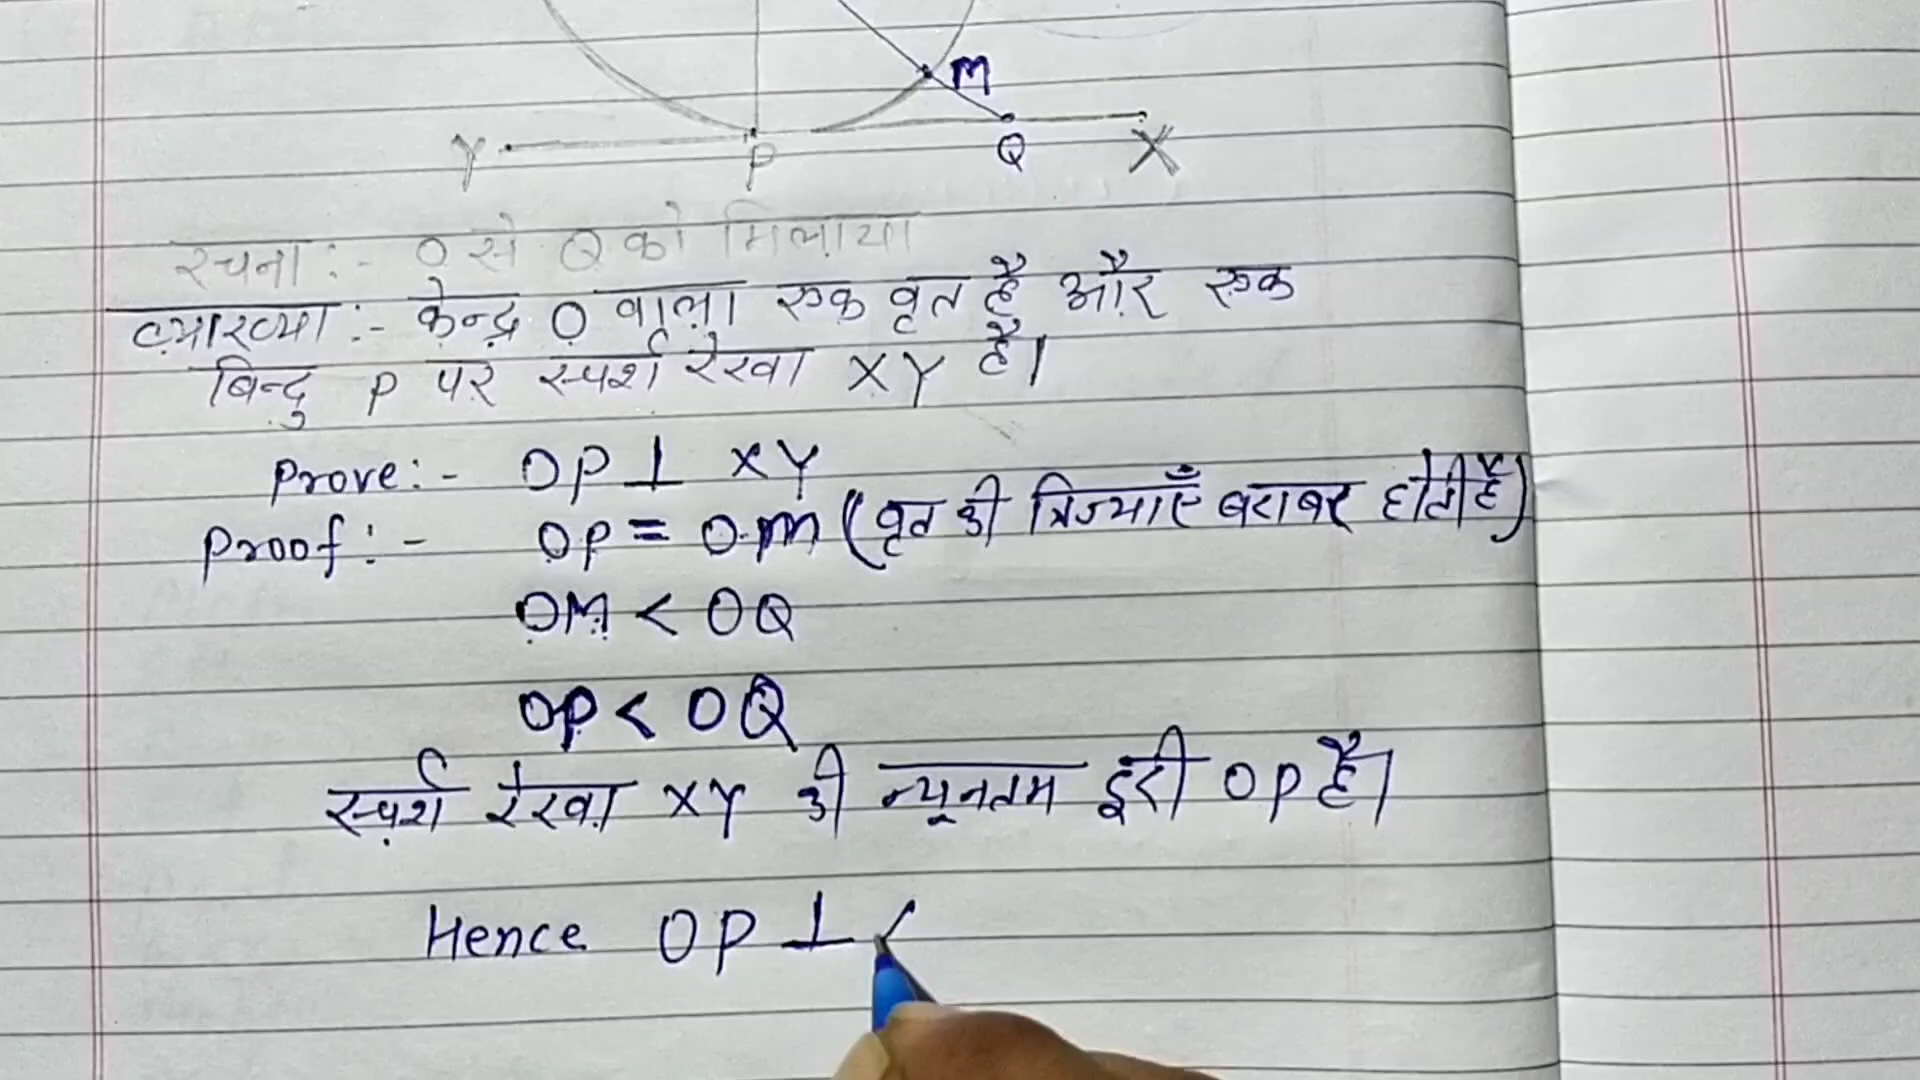 M
Y P Q X
रचना :- O से Q को मिलाया
व्याख्या :- केन्द्र O वाला एक वृत है और एक
बिन्दु P पर स्पर्श रेखा XY है।
Prove :- OP ⊥ XY
Proof :- OP = OM (वृत की त्रिज्याएँ बराबर होती हैं)
OM < OQ
OP < OQ
स्पर्श रेखा XY की न्यूनतम दूरी OP है।
Hence OP ⊥